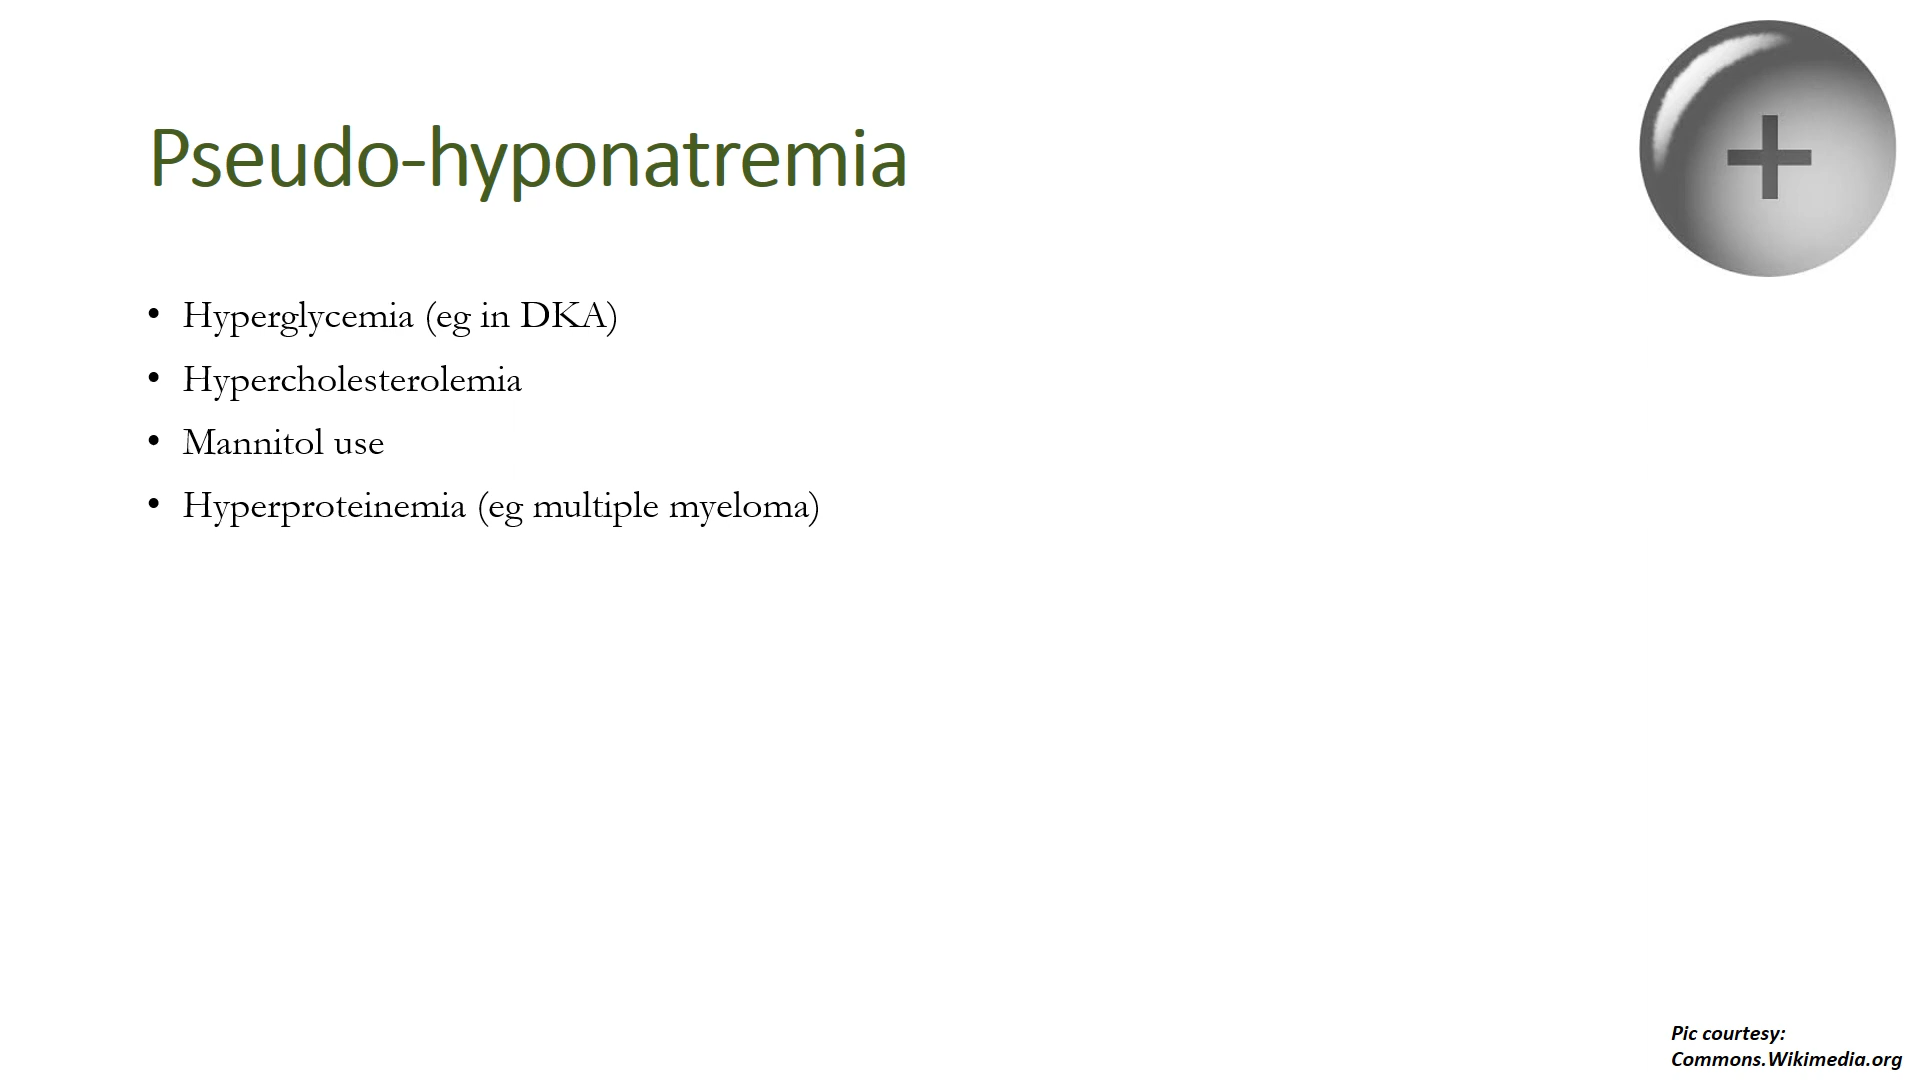 Pseudo-hyponatremia
• Hyperglycemia (eg in DKA)
• Hypercholesterolemia
• Mannitol use
• Hyperproteinemia (eg multiple myeloma)
+
Pic courtesy:
Commons.Wikimedia.org